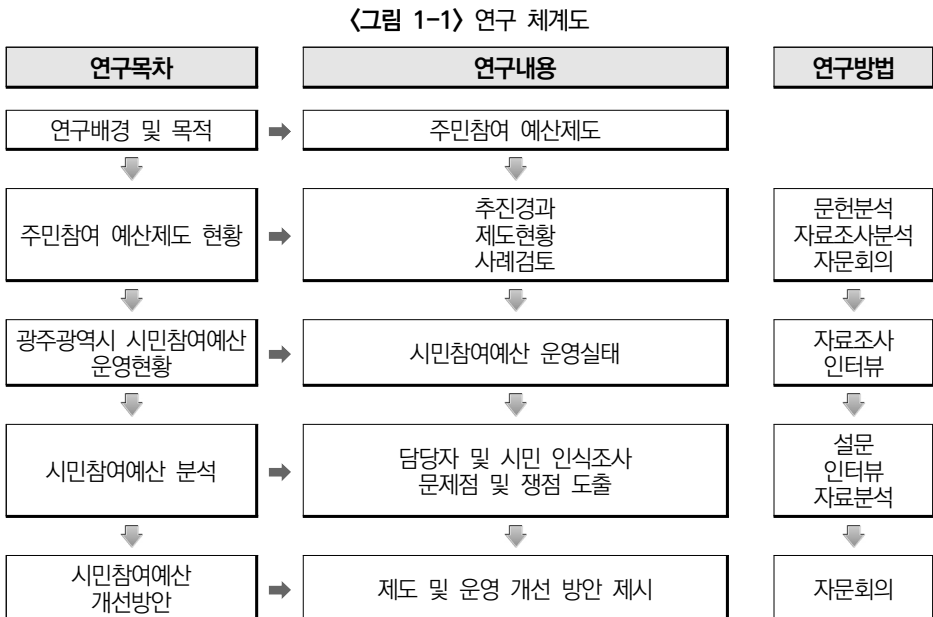 <그림 1-1> 연구 체계도
연구목차
연구내용
연구방법
연구배경 및 목적
주민참여 예산제도
주민참여 예산제도 현황
추진경과
제도현황
사례검토
문헌분석
자료조사분석
자문회의
광주광역시 시민참여예산
운영현황
시민참여예산 운영실태
자료조사
인터뷰
시민참여예산 분석
담당자 및 시민 인식조사
문제점 및 쟁점 도출
설문
인터뷰
자료분석
시민참여예산
개선방안
제도 및 운영 개선 방안 제시
자문회의